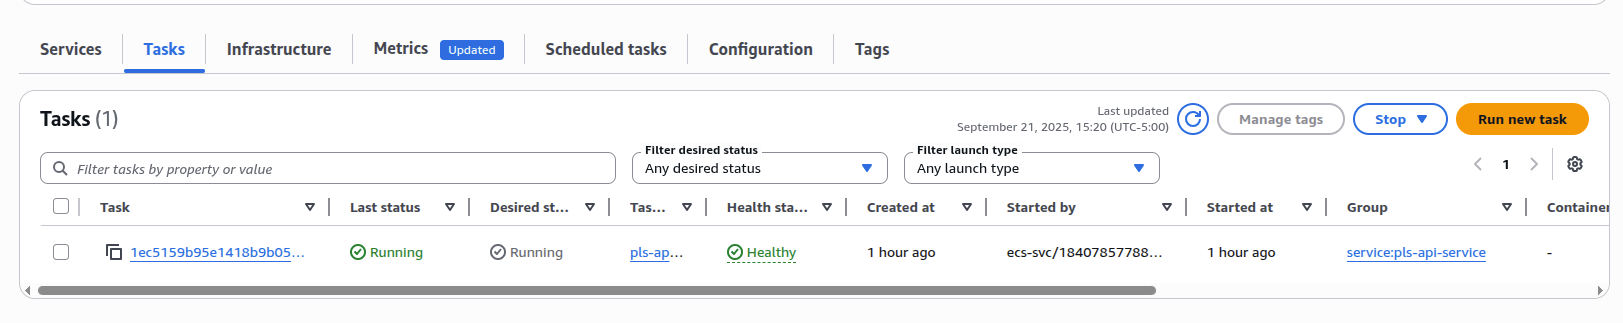 Services
Tasks
Infrastructure
Metrics Updated
Scheduled tasks
Configuration
Tags
Tasks (1)
Last updated
September 21, 2025, 15:20 (UTC-5:00)
Manage tags
Stop
Run new task
Filter tasks by property or value
Filter desired status
Any desired status
Filter launch type
Any launch type
1
Task Last status Desired st... Tas... Health sta... Created at Started by Started at Group Container
1ec5159b95e1418b9b05... Running Running pls-ap... Healthy 1 hour ago ecs-svc/18407857788... 1 hour ago service:pls-api-service -